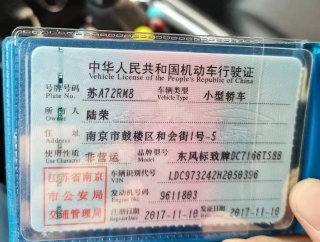 中华人民共和国机动车行驶证
Vehicle License of the People's Republic of China
号牌号码 苏A72RM8 车辆类型 小型轿车
Plate No. Vehicle Type
所有人 陆荣
Owner
住址 南京市鼓楼区和会街1号-5
Address
使用性质 非营运 品牌型号 东风标致牌DC7166TSBB
Use Character Model
江苏省南京 车辆识别代号 LDC973242H2050396
VIN
市公安局 发动机号码 9611803
Engine No.
交通管理局 注册日期 2017-11-10 发证日期 2017-11-10
Register Date Issue Date